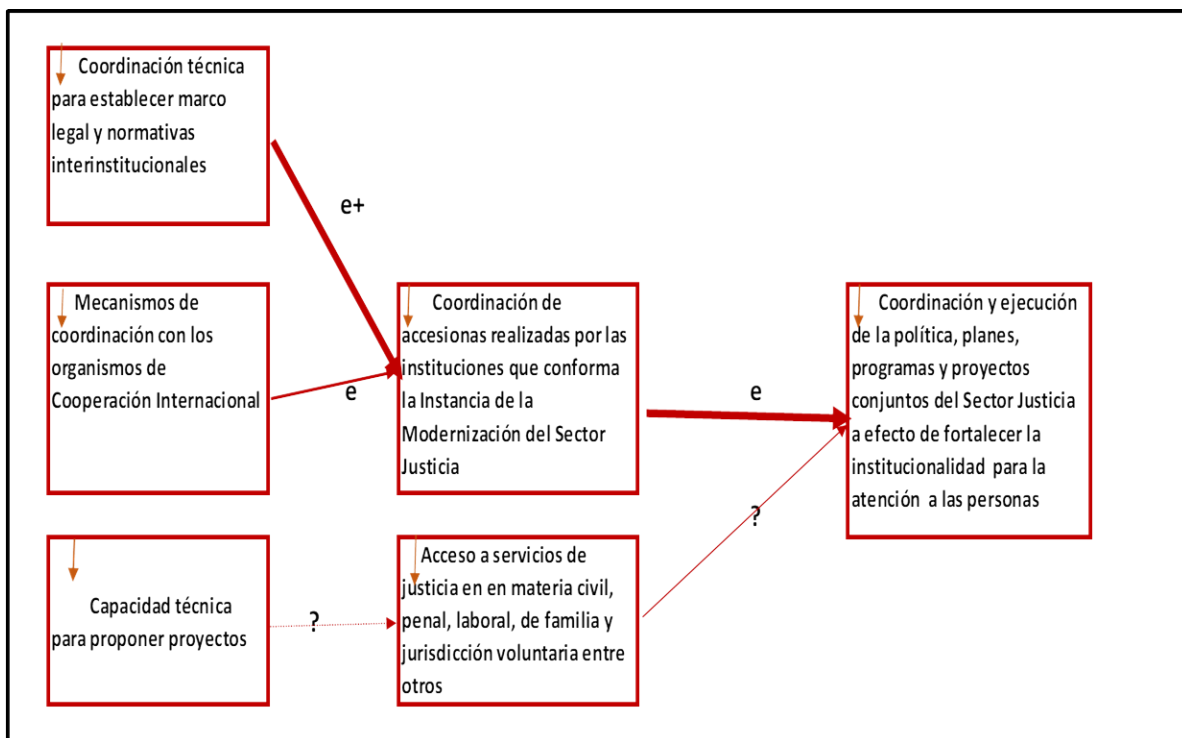 Coordinación técnica
para establecer marco
legal y normativas
interinstitucionales
e+
Mecanismos de
coordinación con los
organismos de
Cooperación Internacional
e
Coordinación de
accesionas realizadas por las
instituciones que conforma
la Instancia de la
Modernización del Sector
Justicia
e
Coordinación y ejecución
de la política, planes,
programas y proyectos
conjuntos del Sector Justicia
a efecto de fortalecer la
institucionalidad para la
atención a las personas
Capacidad técnica
para proponer proyectos
?
Acceso a servicios de
justicia en en materia civil,
penal, laboral, de familia y
jurisdicción voluntaria entre
otros
?